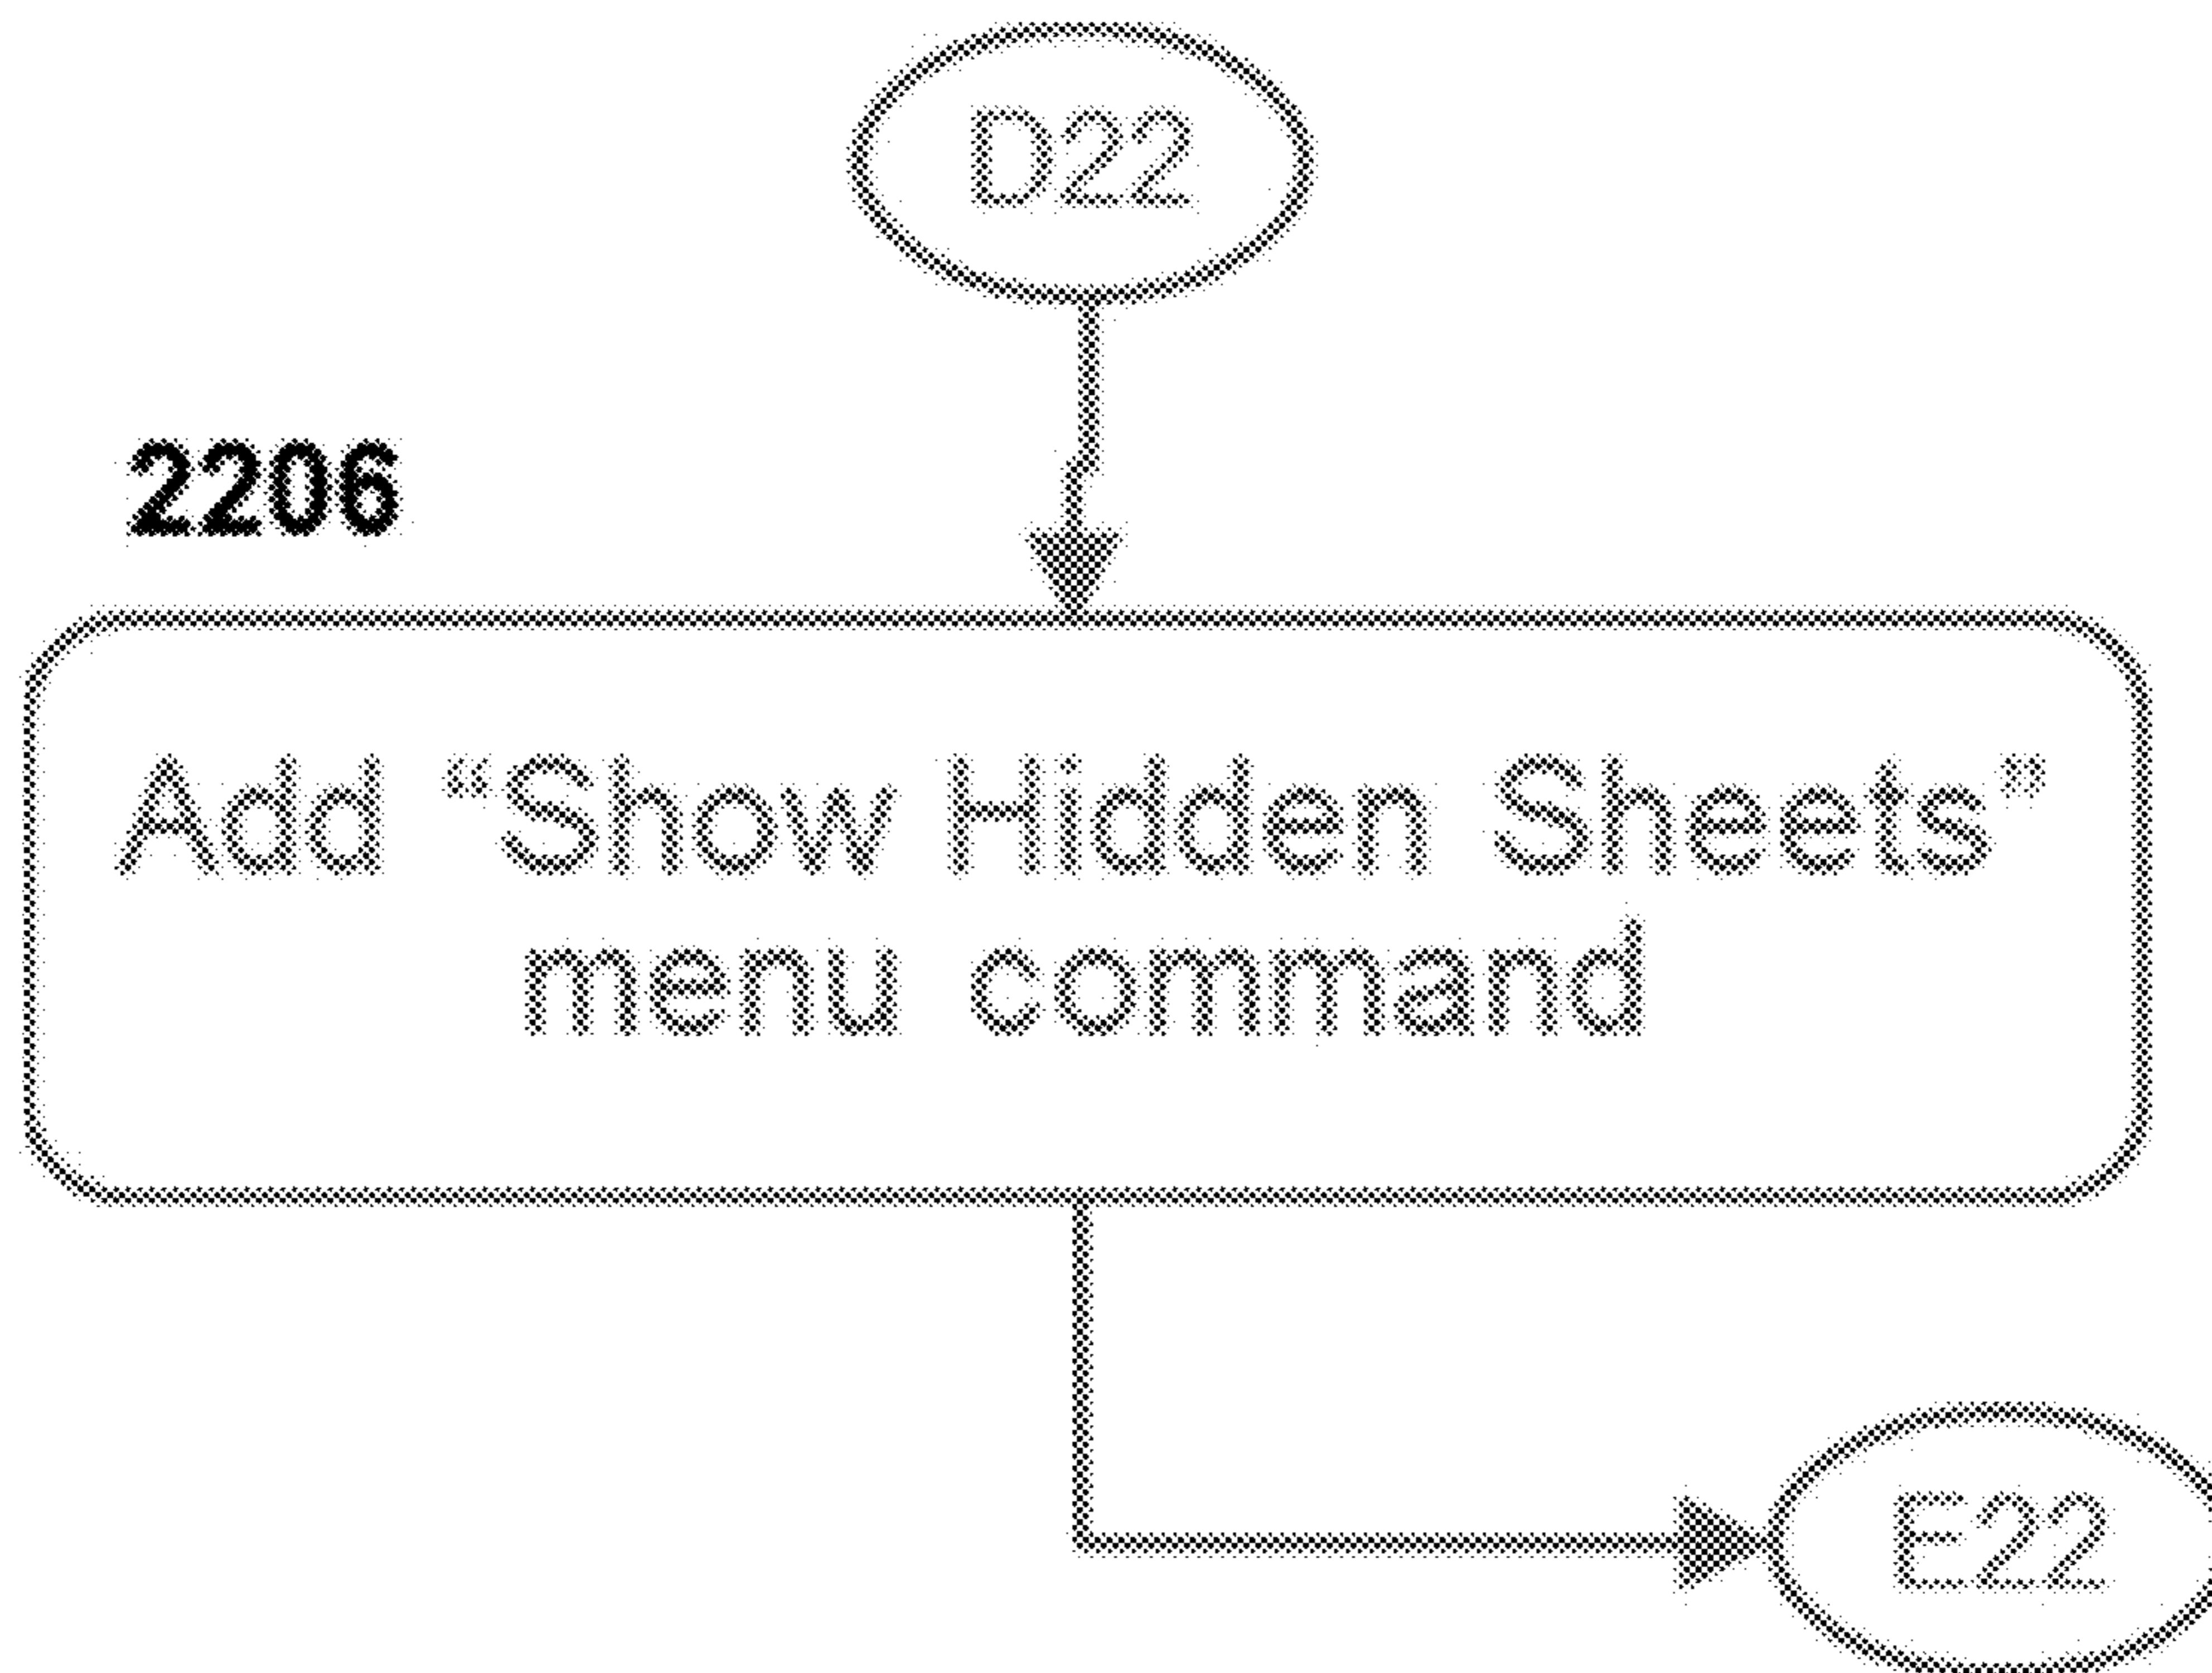 D22
2206
Add “Show Hidden Sheets”
menu command
E22